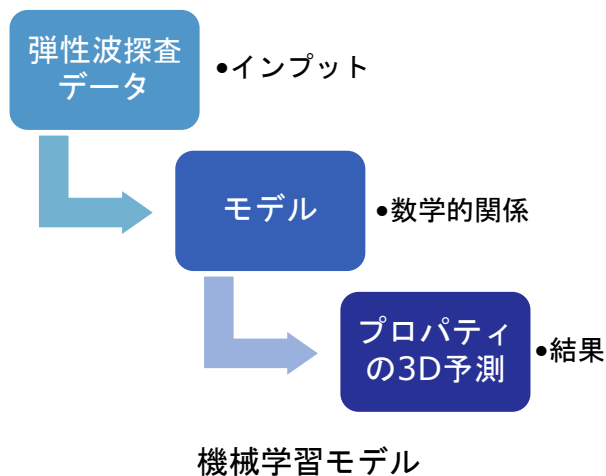 弾性波探査
データ
•インプット
モデル
•数学的関係
プロパティ
の3D予測
•結果
機械学習モデル